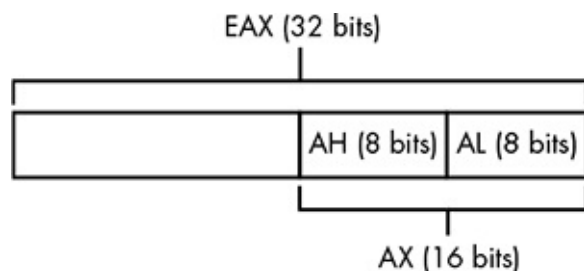 EAX (32 bits)
AH (8 bits) AL (8 bits)
AX (16 bits)